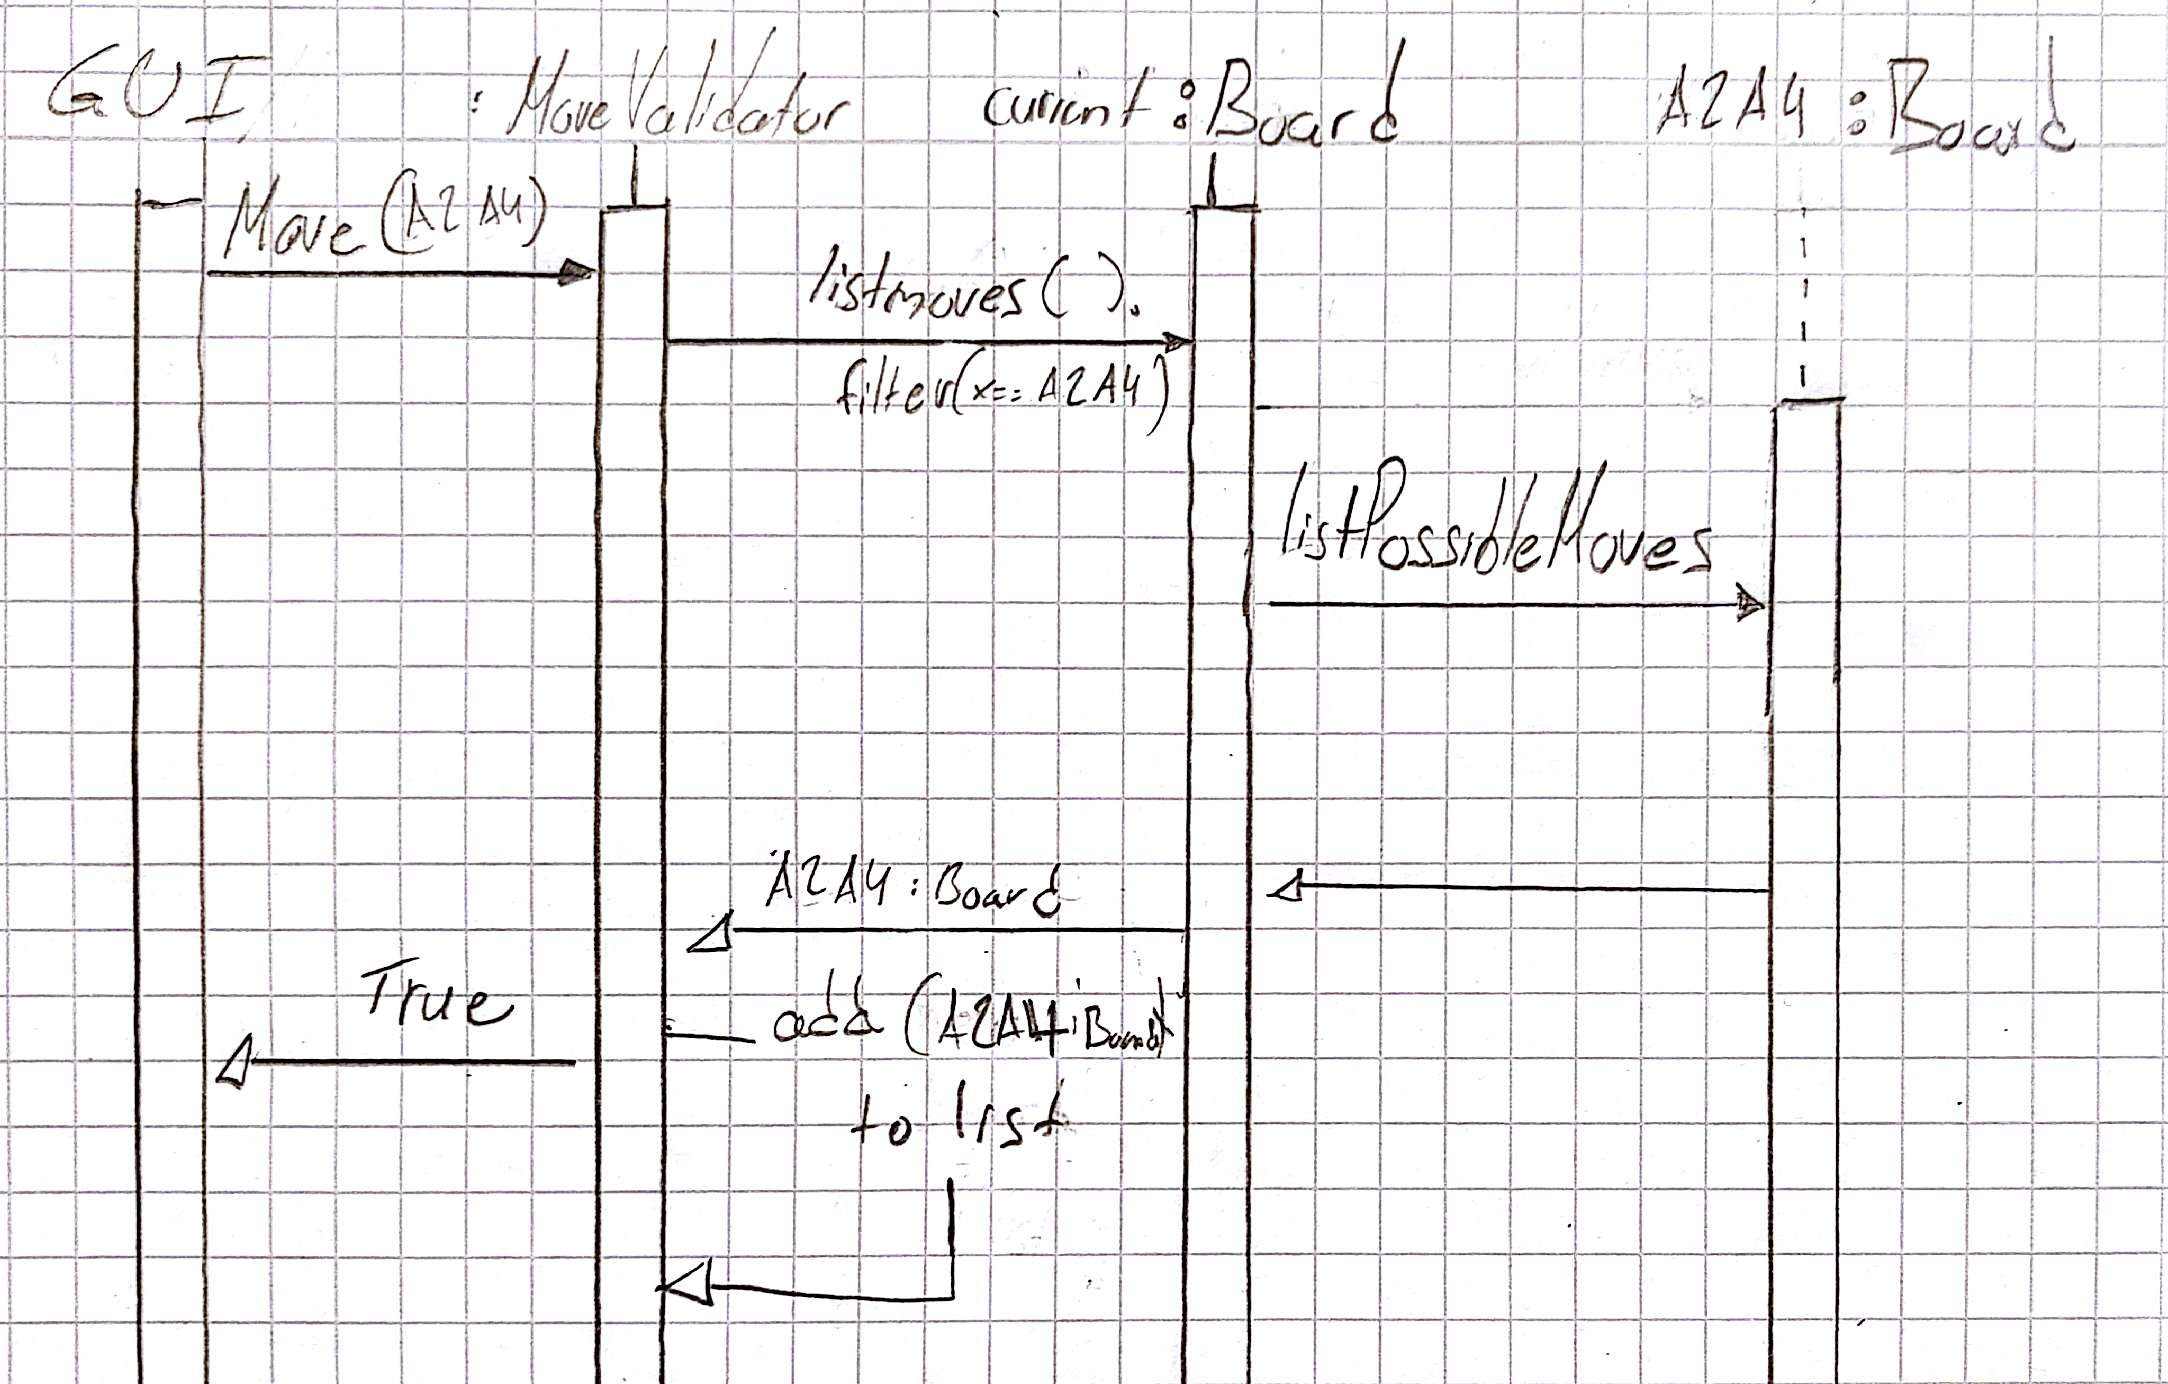 GUI : MoveValidator current : Board A2A4 : Board
Move (A2A4)
listmoves( ).
filter(x== A2A4)
listPossibleMoves
A2A4 : Board
True
add (A2A4:Board)
to list